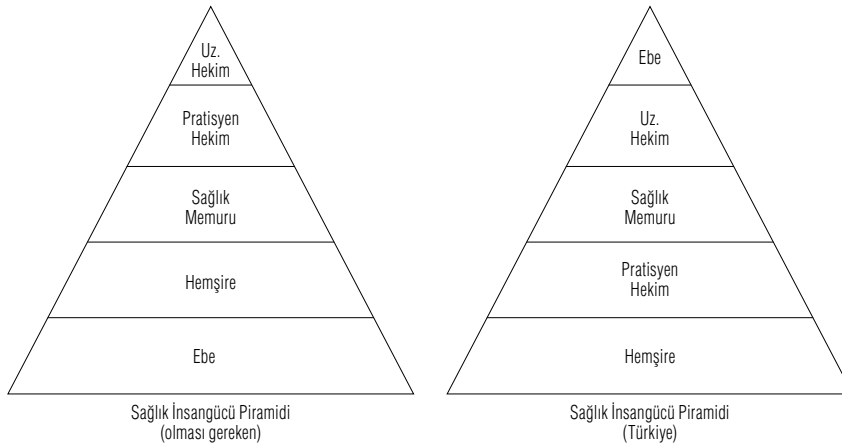 Uz.
Hekim
Pratisyen
Hekim
Sağlık
Memuru
Hemşire
Ebe
Sağlık İnsangücü Piramidi
(olması gereken)
Ebe
Uz.
Hekim
Sağlık
Memuru
Pratisyen
Hekim
Hemşire
Sağlık İnsangücü Piramidi
(Türkiye)